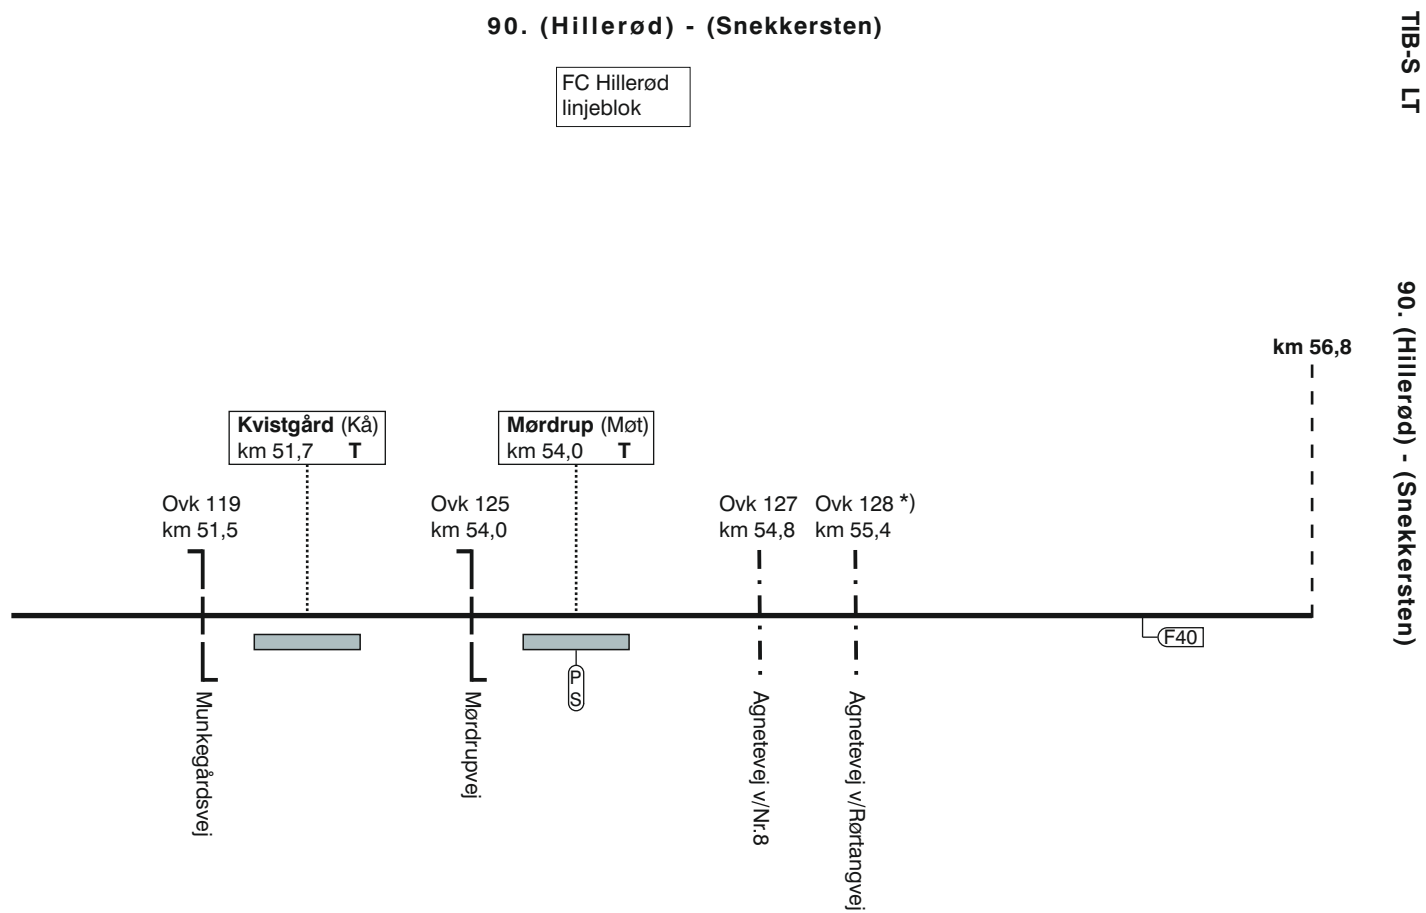 90. (Hillerød) - (Snekkersten)
TIB-S LT
FC Hillerød
linjeblok
90. (Hillerød) - (Snekkersten)
km 56,8
Kvistgård (Kå)
km 51,7 T
Mørdrup (Møt)
km 54,0 T
Ovk 119
km 51,5
Ovk 125
km 54,0
Ovk 127
km 54,8
Ovk 128 *)
km 55,4
F40
P
S
Munkegårdsvej
Mørdrupvej
Agnetevej v/Nr.8
Agnetevej v/Rørtangvej